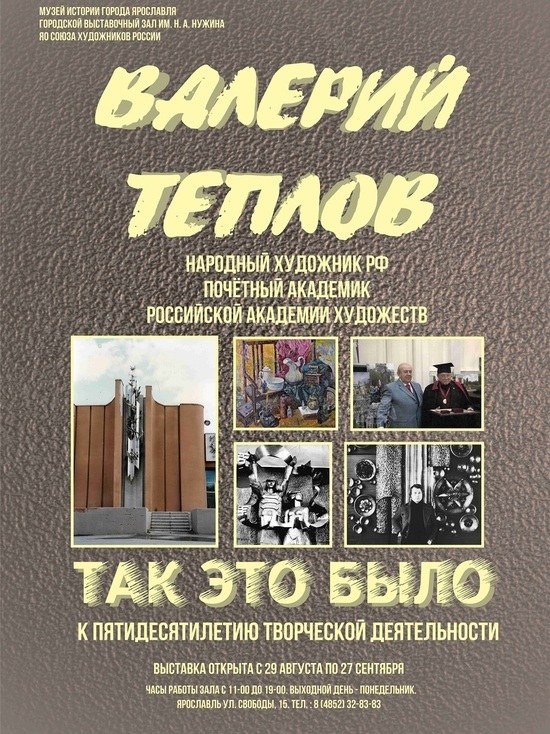 МУЗЕЙ ИСТОРИИ ГОРОДА ЯРОСЛАВЛЯ
ГОРОДСКОЙ ВЫСТАВОЧНЫЙ ЗАЛ ИМ. Н. А. НУЖИНА
ЯО СОЮЗА ХУДОЖНИКОВ РОССИИ
ВАЛЕРИЙ
ТЕПЛОВ
НАРОДНЫЙ ХУДОЖНИК РФ
ПОЧЁТНЫЙ АКАДЕМИК
РОССИЙСКОЙ АКАДЕМИИ ХУДОЖЕСТВ
ТАК ЭТО БЫЛО
К ПЯТИДЕСЯТИЛЕТИЮ ТВОРЧЕСКОЙ ДЕЯТЕЛЬНОСТИ
ВЫСТАВКА ОТКРЫТА С 29 АВГУСТА ПО 27 СЕНТЯБРЯ
ЧАСЫ РАБОТЫ ЗАЛА С 11-00 ДО 19-00. ВЫХОДНОЙ ДЕНЬ - ПОНЕДЕЛЬНИК.
ЯРОСЛАВЛЬ УЛ. СВОБОДЫ, 15. ТЕЛ. : 8 (4852) 32-83-83